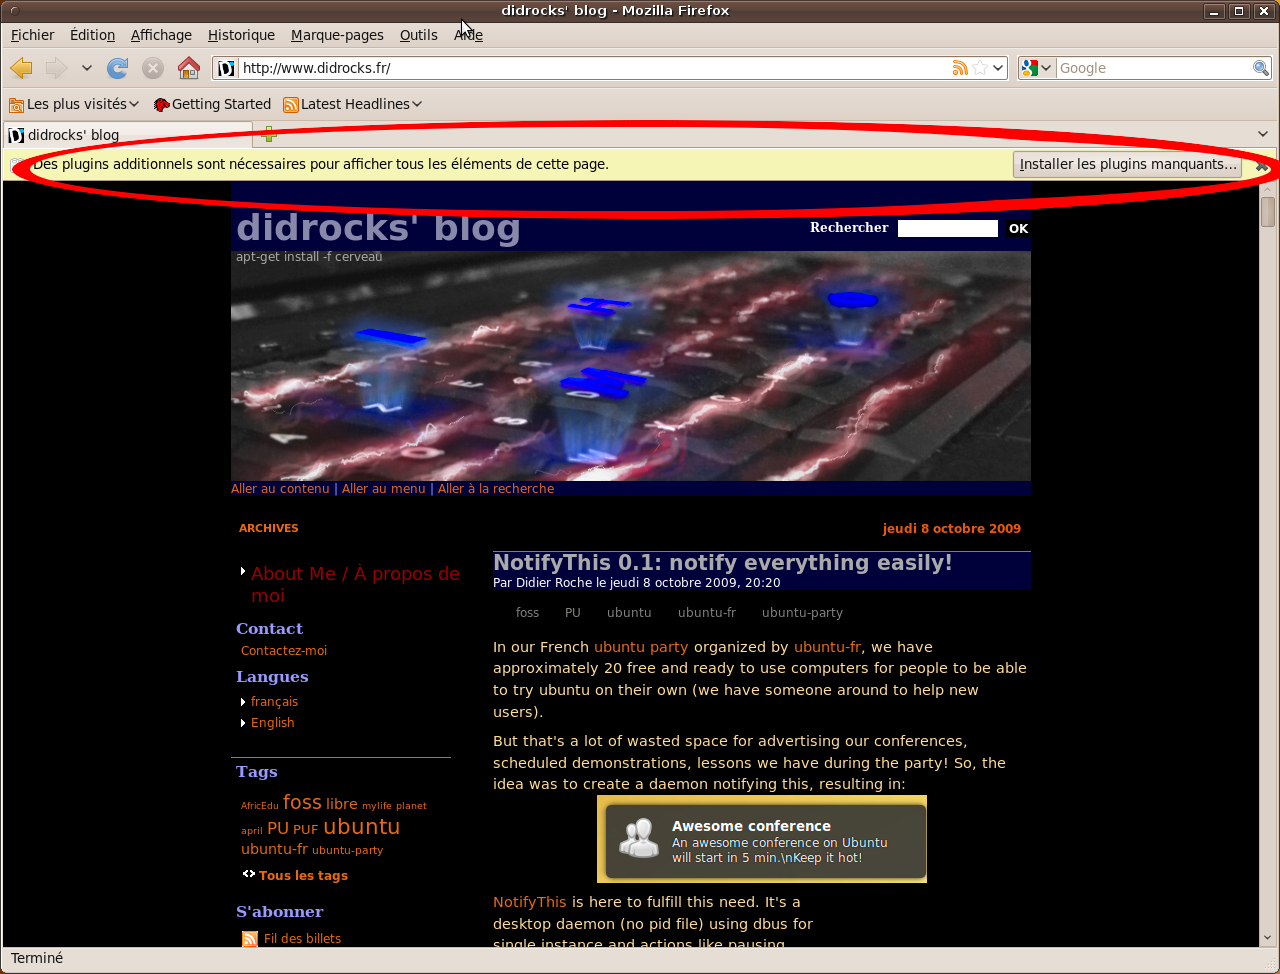 didrocks' blog - Mozilla Firefox
Fichier Édition Affichage Historique Marque-pages Outils Aide
http://www.didrocks.fr/ Google
Les plus visités Getting Started Latest Headlines
didrocks' blog
Des plugins additionnels sont nécessaires pour afficher tous les éléments de cette page. Installer les plugins manquants...
didrocks' blog
Rechercher OK
apt-get install -f cerveau
Aller au contenu | Aller au menu | Aller à la recherche
ARCHIVES
About Me / À propos de
moi
Contact
Contactez-moi
Langues
français
English
Tags
AfricEdu foss libre mylife planet
april PU PUF ubuntu
ubuntu-fr ubuntu-party
Tous les tags
S'abonner
Fil des billets
jeudi 8 octobre 2009
NotifyThis 0.1: notify everything easily!
Par Didier Roche le jeudi 8 octobre 2009, 20:20
foss PU ubuntu ubuntu-fr ubuntu-party
In our French ubuntu party organized by ubuntu-fr, we have
approximately 20 free and ready to use computers for people to be able
to try ubuntu on their own (we have someone around to help new
users).
But that's a lot of wasted space for advertising our conferences,
scheduled demonstrations, lessons we have during the party! So, the
idea was to create a daemon notifying this, resulting in:
Awesome conference
An awesome conference on Ubuntu
will start in 5 min.\nKeep it hot!
NotifyThis is here to fulfill this need. It's a
desktop daemon (no pid file) using dbus for
single instance and actions like pausing,
Terminé